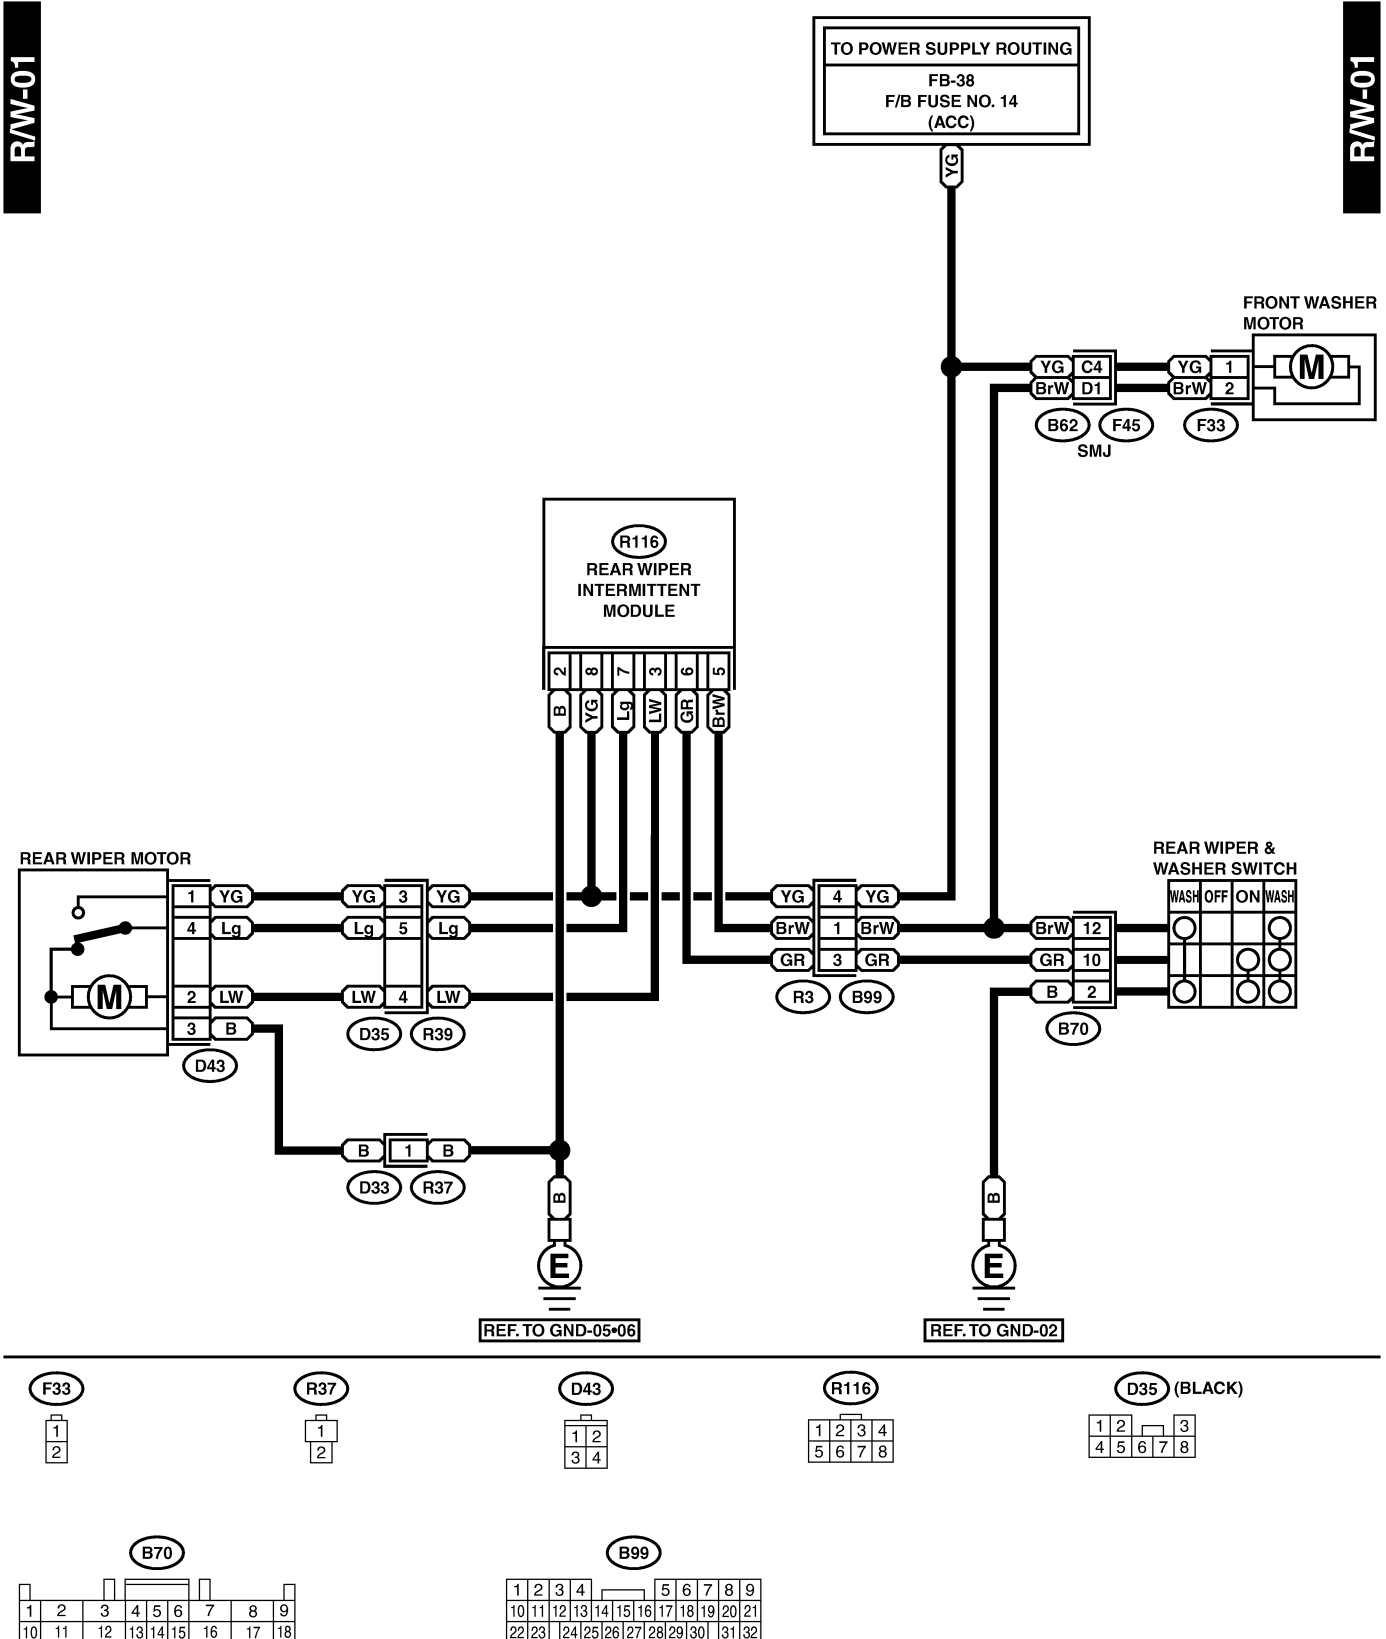 R/W-01
R/W-01
TO POWER SUPPLY ROUTING
FB-38
F/B FUSE NO. 14
(ACC)
YG
FRONT WASHER
MOTOR
YG C4 YG 1 M
BrW D1 BrW 2
B62 F45 F33
SMJ
R116
REAR WIPER
INTERMITTENT
MODULE
2 8 7 3 6 5
B YG Lg LW GR BrW
REAR WIPER MOTOR
REAR WIPER &
WASHER SWITCH
WASH OFF ON WASH
1 YG YG 3 YG YG 4 YG
4 Lg Lg 5 Lg BrW 1 BrW BrW 12
GR 3 GR GR 10
M 2 LW LW 4 LW B 2
R3 B99
3 B
D35 R39 B70
D43
B 1 B
D33 R37
B B
E E
REF. TO GND-05•06 REF. TO GND-02
F33 R37 D43 R116 D35 (BLACK)
1
2
1
2
1 2
3 4
1 2 3 4
5 6 7 8
1 2 3
4 5 6 7 8
B70 B99
1 2 3 4 5 6 7 8 9
10 11 12 13 14 15 16 17 18
1 2 3 4 5 6 7 8 9
10 11 12 13 14 15 16 17 18 19 20 21
22 23 24 25 26 27 28 29 30 31 32